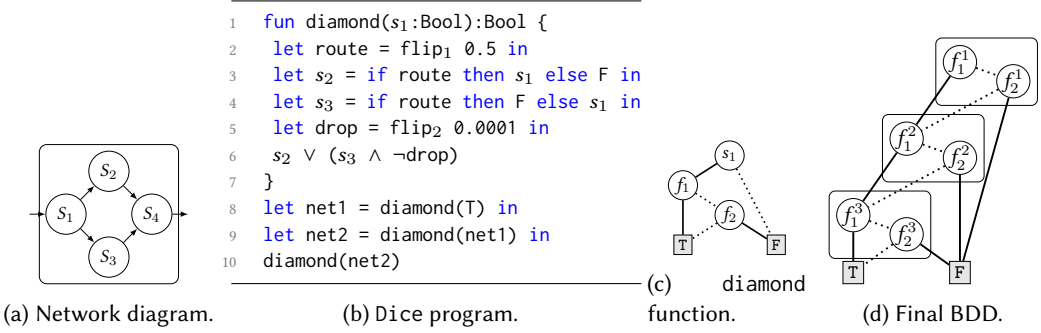 S₁
S₂
S₃
S₄
(a) Network diagram.
1 fun diamond(s₁:Bool):Bool {
2 let route = flip₁ 0.5 in
3 let s₂ = if route then s₁ else F in
4 let s₃ = if route then F else s₁ in
5 let drop = flip₂ 0.0001 in
6 s₂ ∨ (s₃ ∧ ¬drop)
7 }
8 let net1 = diamond(T) in
9 let net2 = diamond(net1) in
10 diamond(net2)
(b) Dice program.
s₁
f₁
f₂
T F
(c) diamond
function.
f₁¹
f₂¹
f₁²
f₂²
f₁³
f₂³
T F
(d) Final BDD.